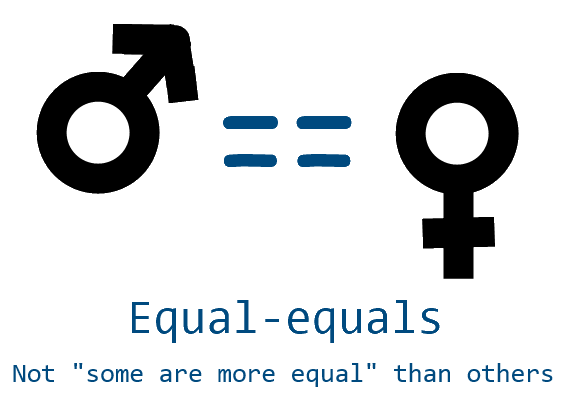 ♂ == ♀
Equal-equals
Not "some are more equal" than others